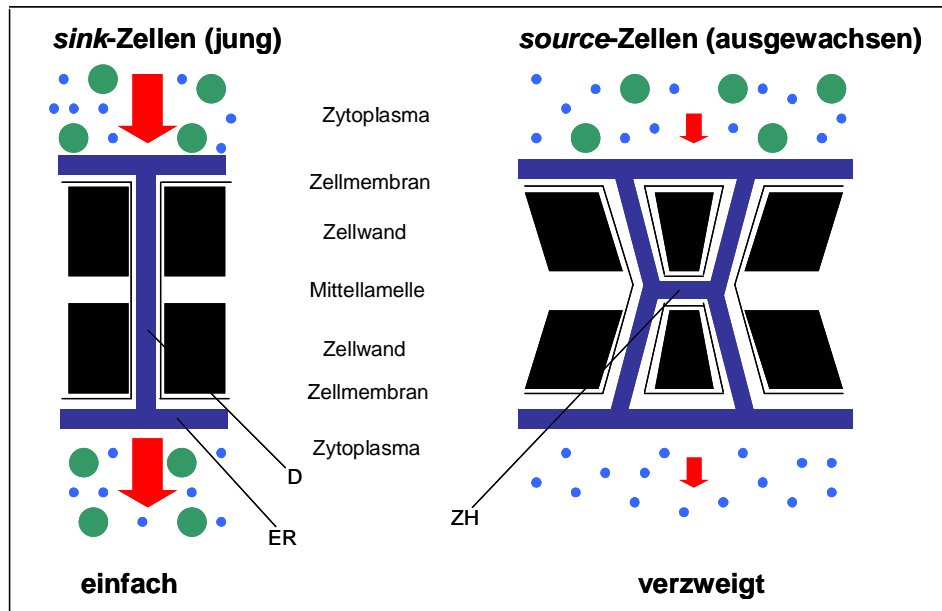 sink-Zellen (jung)
source-Zellen (ausgewachsen)
Zytoplasma
Zellmembran
Zellwand
Mittellamelle
Zellwand
Zellmembran
Zytoplasma
D
ER
ZH
einfach
verzweigt